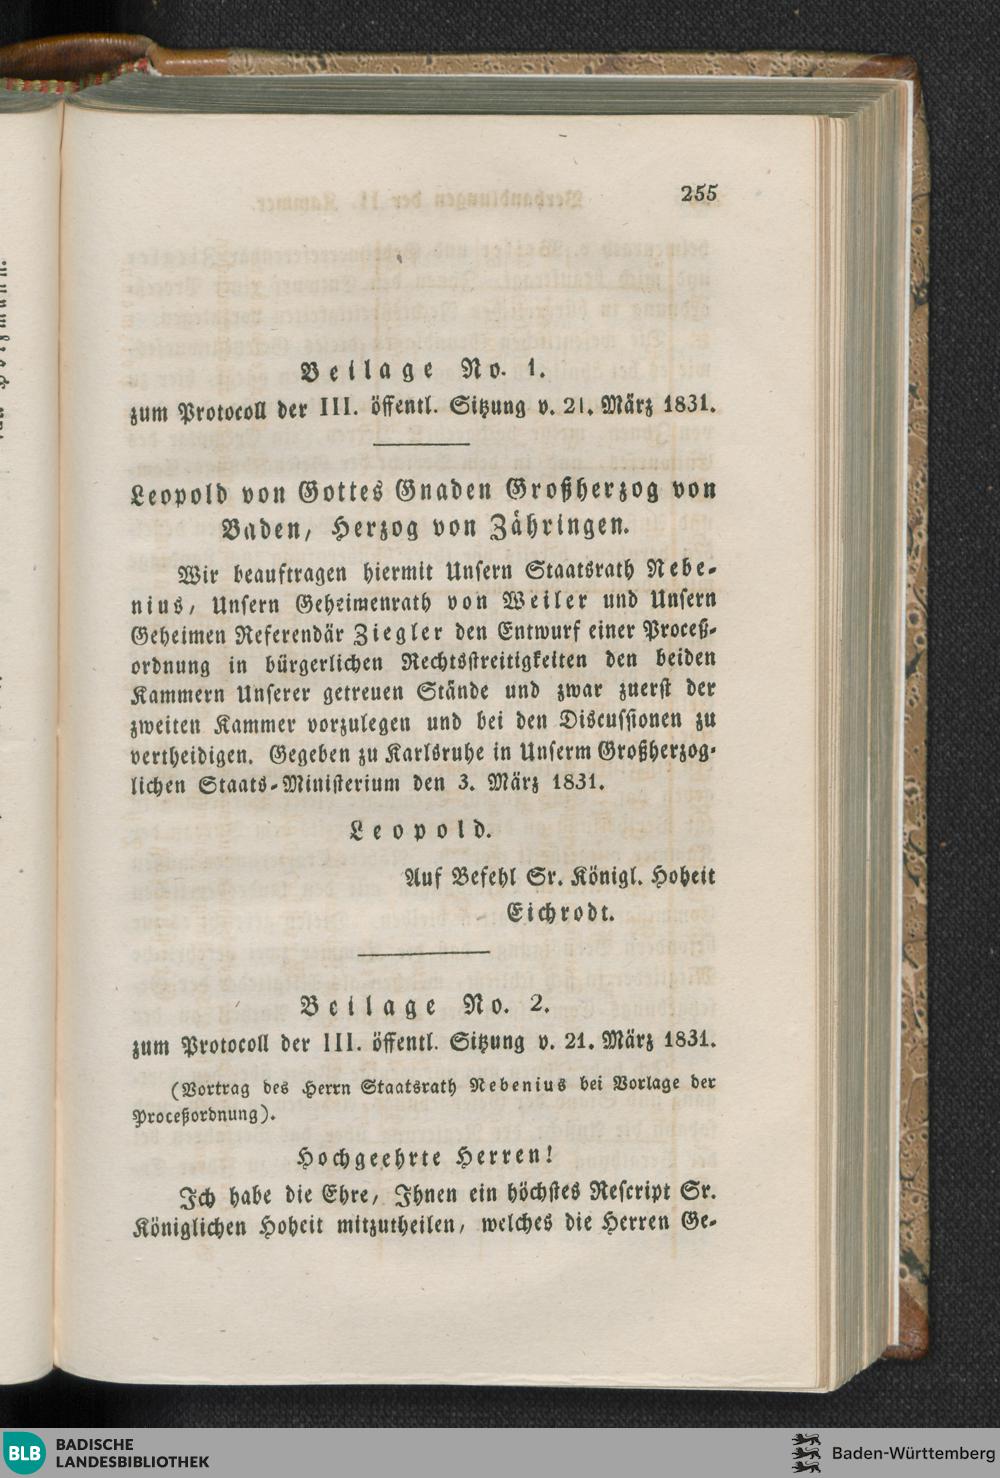 255
Beilage No. 1.
zum Protocoll der III. öffentl. Sitzung v. 21. März 1831.
Leopold von Gottes Gnaden Großherzog von
Baden, Herzog von Zähringen.
Wir beauftragen hiermit Unsern Staatsrath Nebe-
nius, Unsern Geheimenrath von Weiler und Unsern
Geheimen Referendär Ziegler den Entwurf einer Proceß-
ordnung in bürgerlichen Rechtsstreitigkeiten den beiden
Kammern Unserer getreuen Stände und zwar zuerst der
zweiten Kammer vorzulegen und bei den Discussionen zu
vertheidigen. Gegeben zu Karlsruhe in Unserm Großherzog-
lichen Staats-Ministerium den 3. März 1831.
Leopold.
Auf Befehl Sr. Königl. Hoheit
Eichrodt.
Beilage No. 2.
zum Protocoll der III. öffentl. Sitzung v. 21. März 1831.
(Vortrag des Herrn Staatsrath Nebenius bei Vorlage der
Proceßordnung).
Hochgeehrte Herren!
Ich habe die Ehre, Ihnen ein höchstes Rescript Sr.
Königlichen Hoheit mitzutheilen, welches die Herren Ge-
BLB BADISCHE
LANDESBIBLIOTHEK
Baden-Württemberg